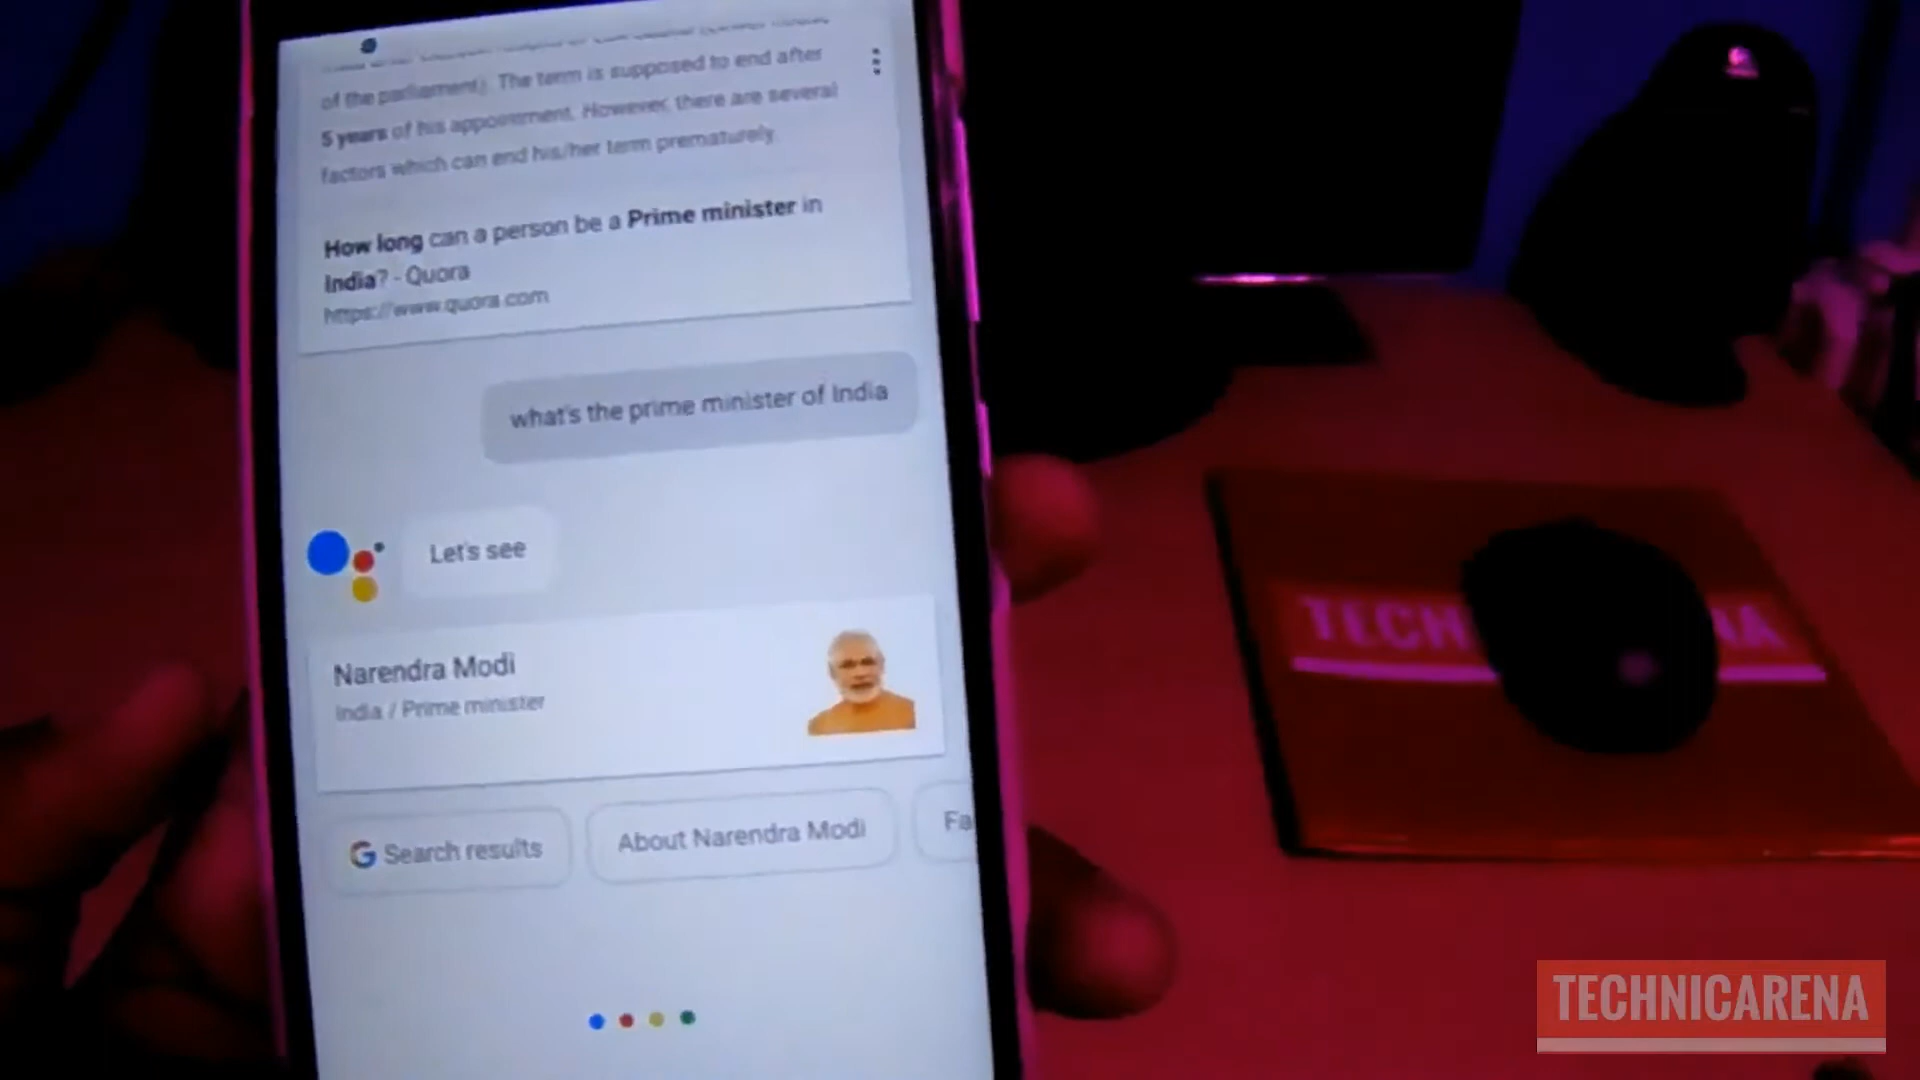 of the parliament). The term is supposed to end after
5 years of his appointment. However, there are several
factors which can end his/her term prematurely.
How long can a person be a Prime minister in
India? - Quora
https://www.quora.com
what's the prime minister of India
Let's see
Narendra Modi
India / Prime minister
Search results
About Narendra Modi
Fa
TECH
NA
TECHNICARENA